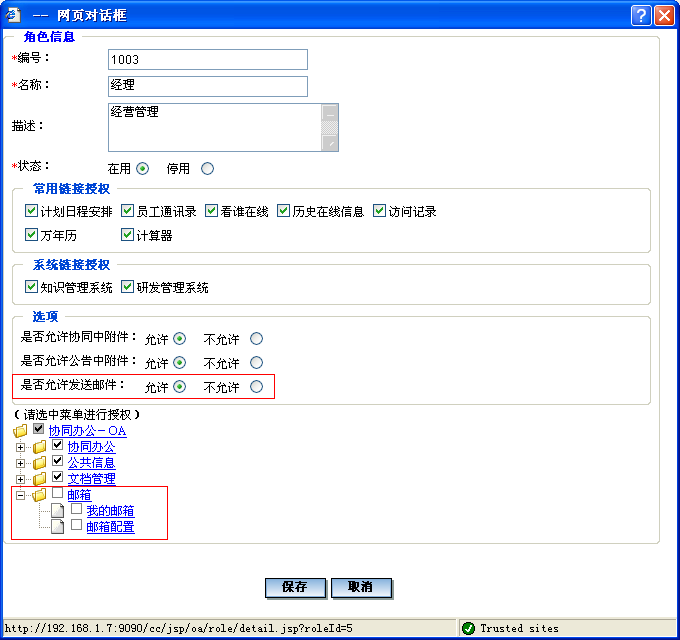 -- 网页对话框
角色信息
*编号： 1003
*名称： 经理
描述： 经营管理
*状态： 在用 停用
常用链接授权
计划日程安排 员工通讯录 看谁在线 历史在线信息 访问记录
万年历 计算器
系统链接授权
知识管理系统 研发管理系统
选项
是否允许协同中附件： 允许 不允许
是否允许公告中附件： 允许 不允许
是否允许发送邮件： 允许 不允许
(请选中菜单进行授权)
协同办公－OA
协同办公
公共信息
文档管理
邮箱
我的邮箱
邮箱配置
保存 取消
http://192.168.1.7:9090/cc/jsp/oa/role/detail.jsp?roleId=5 Trusted sites